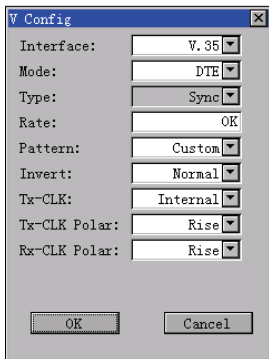 V Config
Interface: V.35
Mode: DTE
Type: Sync
Rate: OK
Pattern: Custom
Invert: Normal
Tx-CLK: Internal
Tx-CLK Polar: Rise
Rx-CLK Polar: Rise
OK Cancel